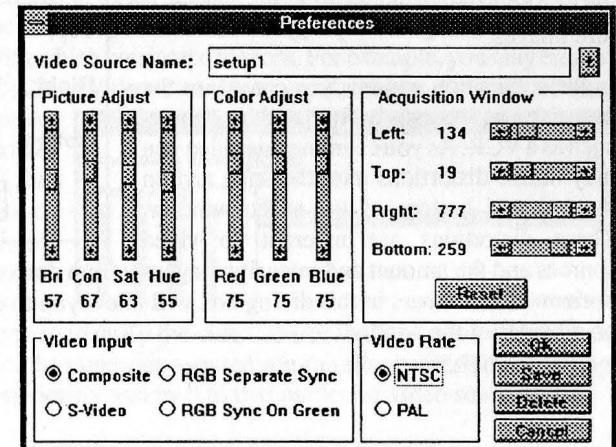 Preferences
Video Source Name: setup1
Picture Adjust
Bri Con Sat Hue
57 67 63 55
Color Adjust
Red Green Blue
75 75 75
Acquisition Window
Left: 134
Top: 19
Right: 777
Bottom: 259
Reset
Video Input
Composite
RGB Separate Sync
S-Video
RGB Sync On Green
Video Rate
NTSC
PAL
OK
Save
Delete
Cancel